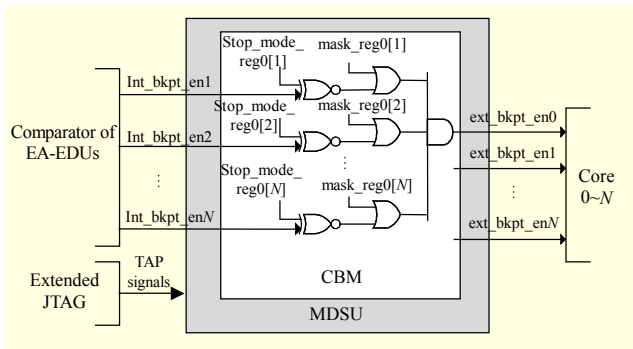 Stop_mode_
reg0[1]
mask_reg0[1]
Int_bkpt_en1
Stop_mode_
reg0[2]
mask_reg0[2]
Comparator of
EA-EDUs
Int_bkpt_en2
ext_bkpt_en0
ext_bkpt_en1
Stop_mode_
reg0[N]
mask_reg0[N]
Core
0~N
Int_bkpt_enN
ext_bkpt_enN
Extended
JTAG
TAP
signals
CBM
MDSU